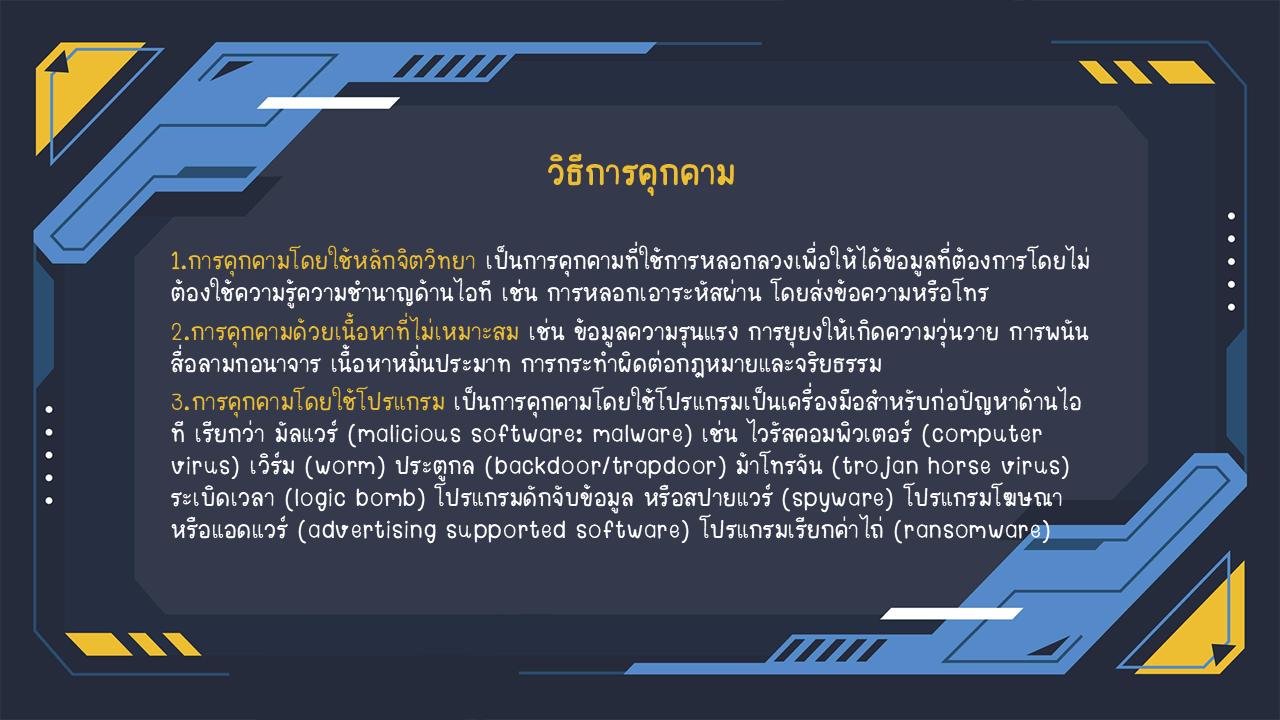 วิธีการคุกคาม
1.การคุกคามโดยใช้หลักจิตวิทยา เป็นการคุกคามที่ใช้การหลอกลวงเพื่อให้ได้ข้อมูลที่ต้องการโดยไม่
ต้องใช้ความรู้ความชำนาญด้านไอที เช่น การหลอกเอาระหัสผ่าน โดยส่งข้อความหรือโทร
2.การคุกคามด้วยเนื้อหาที่ไม่เหมาะสม เช่น ข้อมูลความรุนแรง การยุยงให้เกิดความวุ่นวาย การพนัน
สื่อลามกอนาจาร เนื้อหาหมิ่นประมาท การกระทำผิดต่อกฎหมายและจริยธรรม
3.การคุกคามโดยใช้โปรแกรม เป็นการคุกคามโดยใช้โปรแกรมเป็นเครื่องมือสำหรับก่อปัญหาด้านไอ
ที เรียกว่า มัลแวร์ (malicious software: malware) เช่น ไวรัสคอมพิวเตอร์ (computer
virus) เวิร์ม (worm) ประตูกล (backdoor/trapdoor) ม้าโทรจัน (trojan horse virus)
ระเบิดเวลา (logic bomb) โปรแกรมดักจับข้อมูล หรือสปายแวร์ (spyware) โปรแกรมโฆษณา
หรือแอดแวร์ (advertising supported software) โปรแกรมเรียกค่าไถ่ (ransomware)